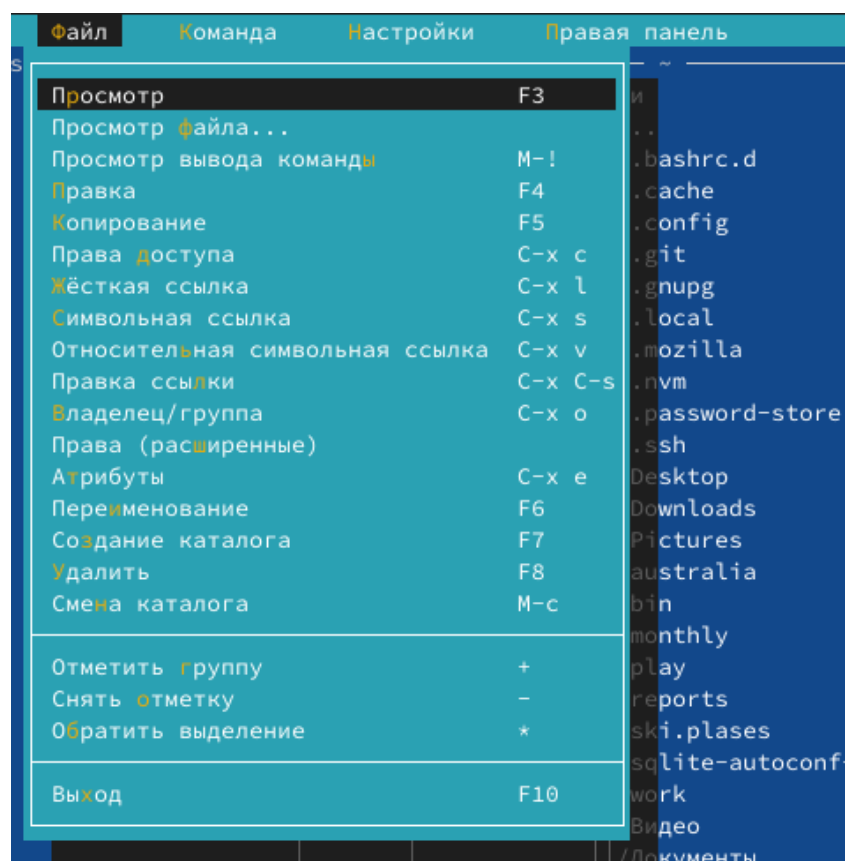 Файл Команда Настройки Правая панель
s ~
Просмотр F3 и
Просмотр файла... ..
Просмотр вывода команды M-! .bashrc.d
Правка F4 .cache
Копирование F5 .config
Права доступа C-x c .git
Жёсткая ссылка C-x l .gnupg
Символьная ссылка C-x s .local
Относительная символьная ссылка C-x v .mozilla
Правка ссылки C-x C-s .nvm
Владелец/группа C-x o .password-store
Права (расширенные) .ssh
Атрибуты C-x e Desktop
Переименование F6 Downloads
Создание каталога F7 Pictures
Удалить F8 australia
Смена каталога M-c bin
monthly
Отметить группу + play
Снять отметку - reports
Обратить выделение * ski.plases
sqlite-autoconf-
Выход F10 work
Видео
/Документы